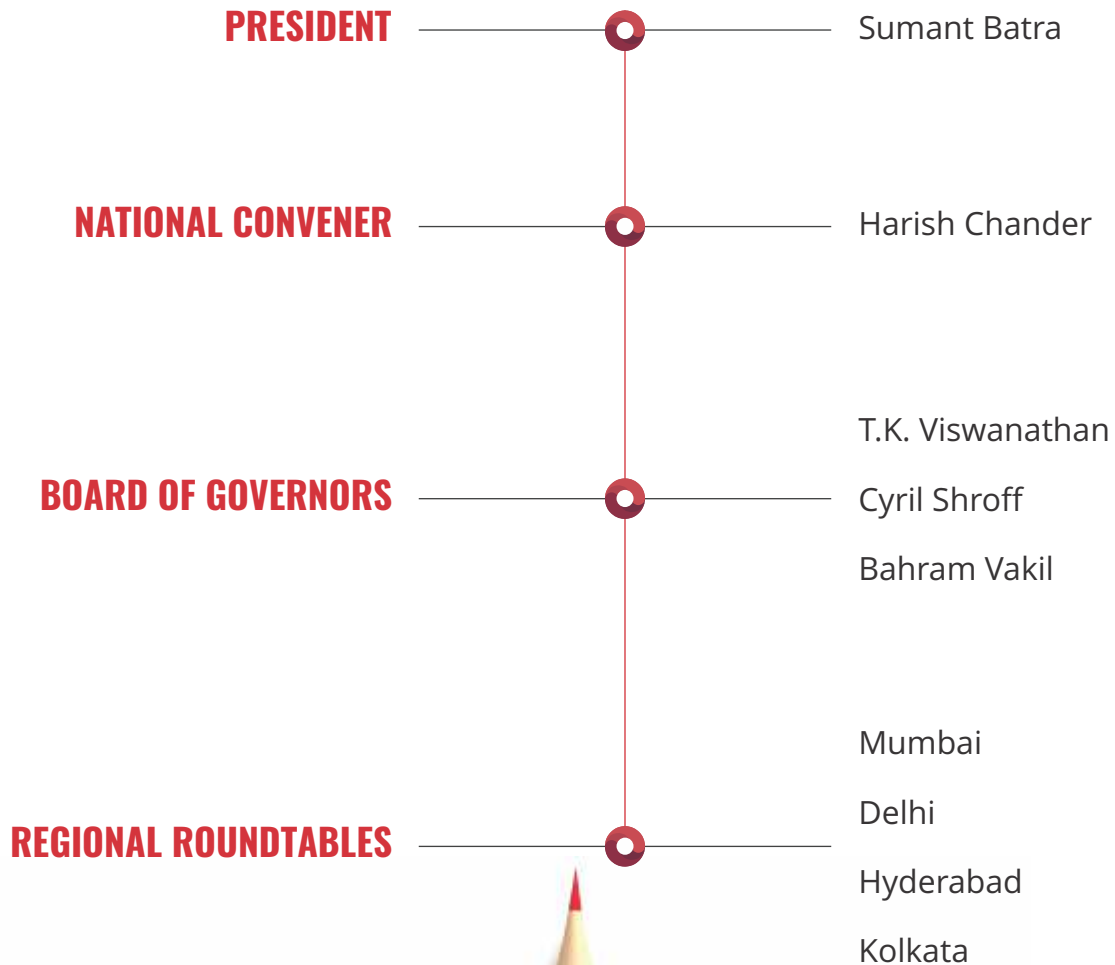 PRESIDENT
Sumant Batra
NATIONAL CONVENER
Harish Chander
BOARD OF GOVERNORS
T.K. Viswanathan
Cyril Shroff
Bahram Vakil
REGIONAL ROUNDTABLES
Mumbai
Delhi
Hyderabad
Kolkata